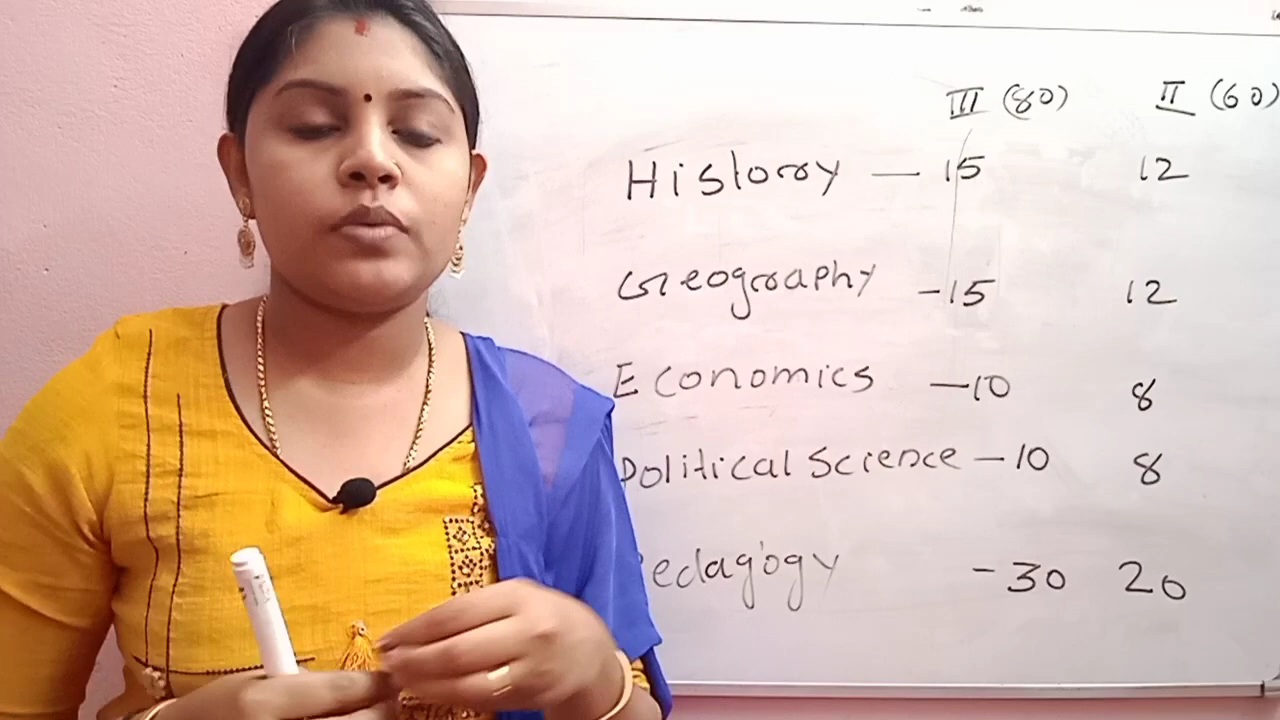 III (80) II (60)
History — 15 12
Geography - 15 12
Economics — 10 8
Political Science — 10 8
edagogy - 30 20